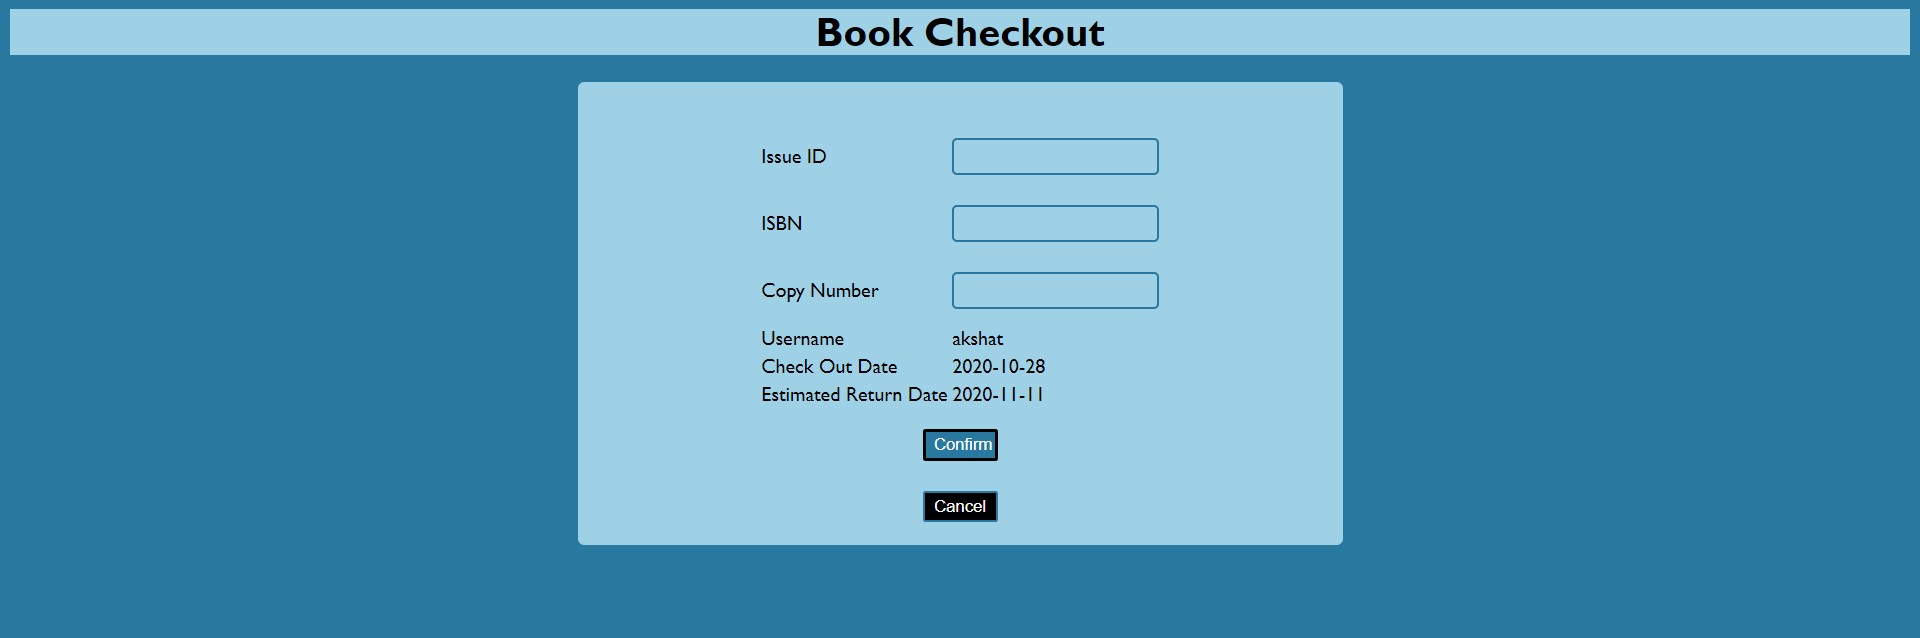 Book Checkout
Issue ID
ISBN
Copy Number
Username akshat
Check Out Date 2020-10-28
Estimated Return Date 2020-11-11
Confirm
Cancel